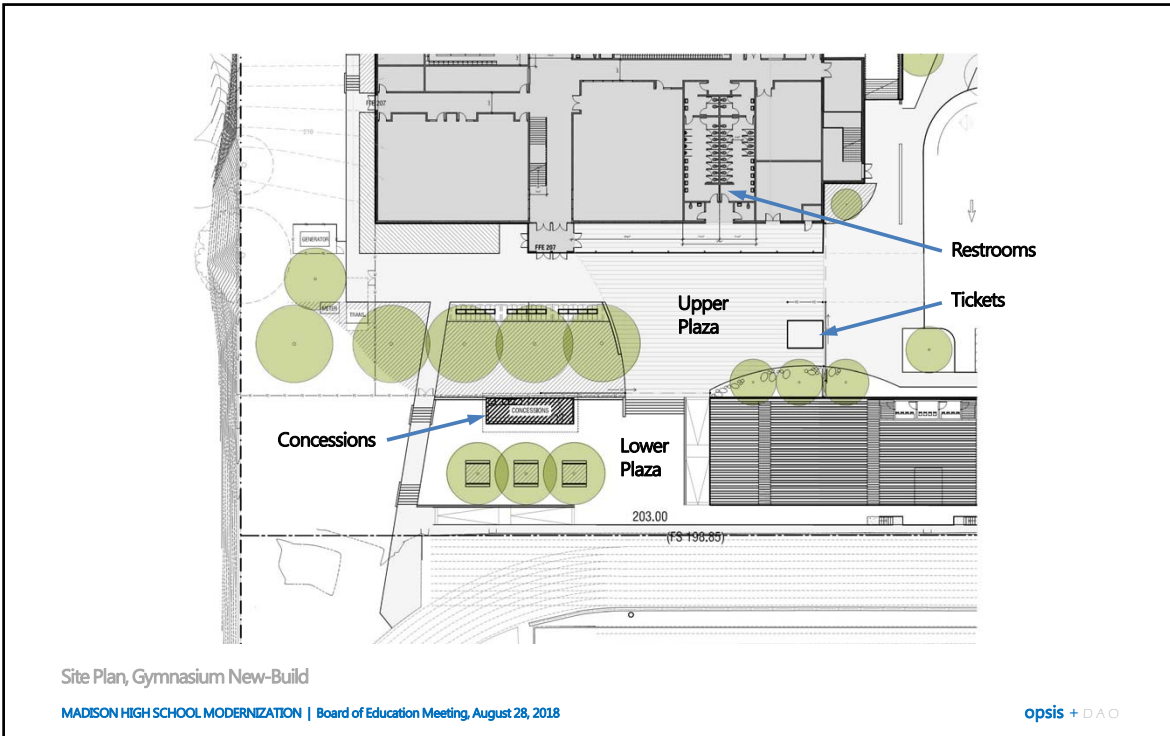 FFE 207
GENERATOR
FFE 207
Restrooms
Upper
Plaza
Tickets
METER
TRANS
CONCESSIONS
Concessions
Lower
Plaza
203.00
(FS 198.85)
Site Plan, Gymnasium New-Build
MADISON HIGH SCHOOL MODERNIZATION | Board of Education Meeting, August 28, 2018
opsis + DAO